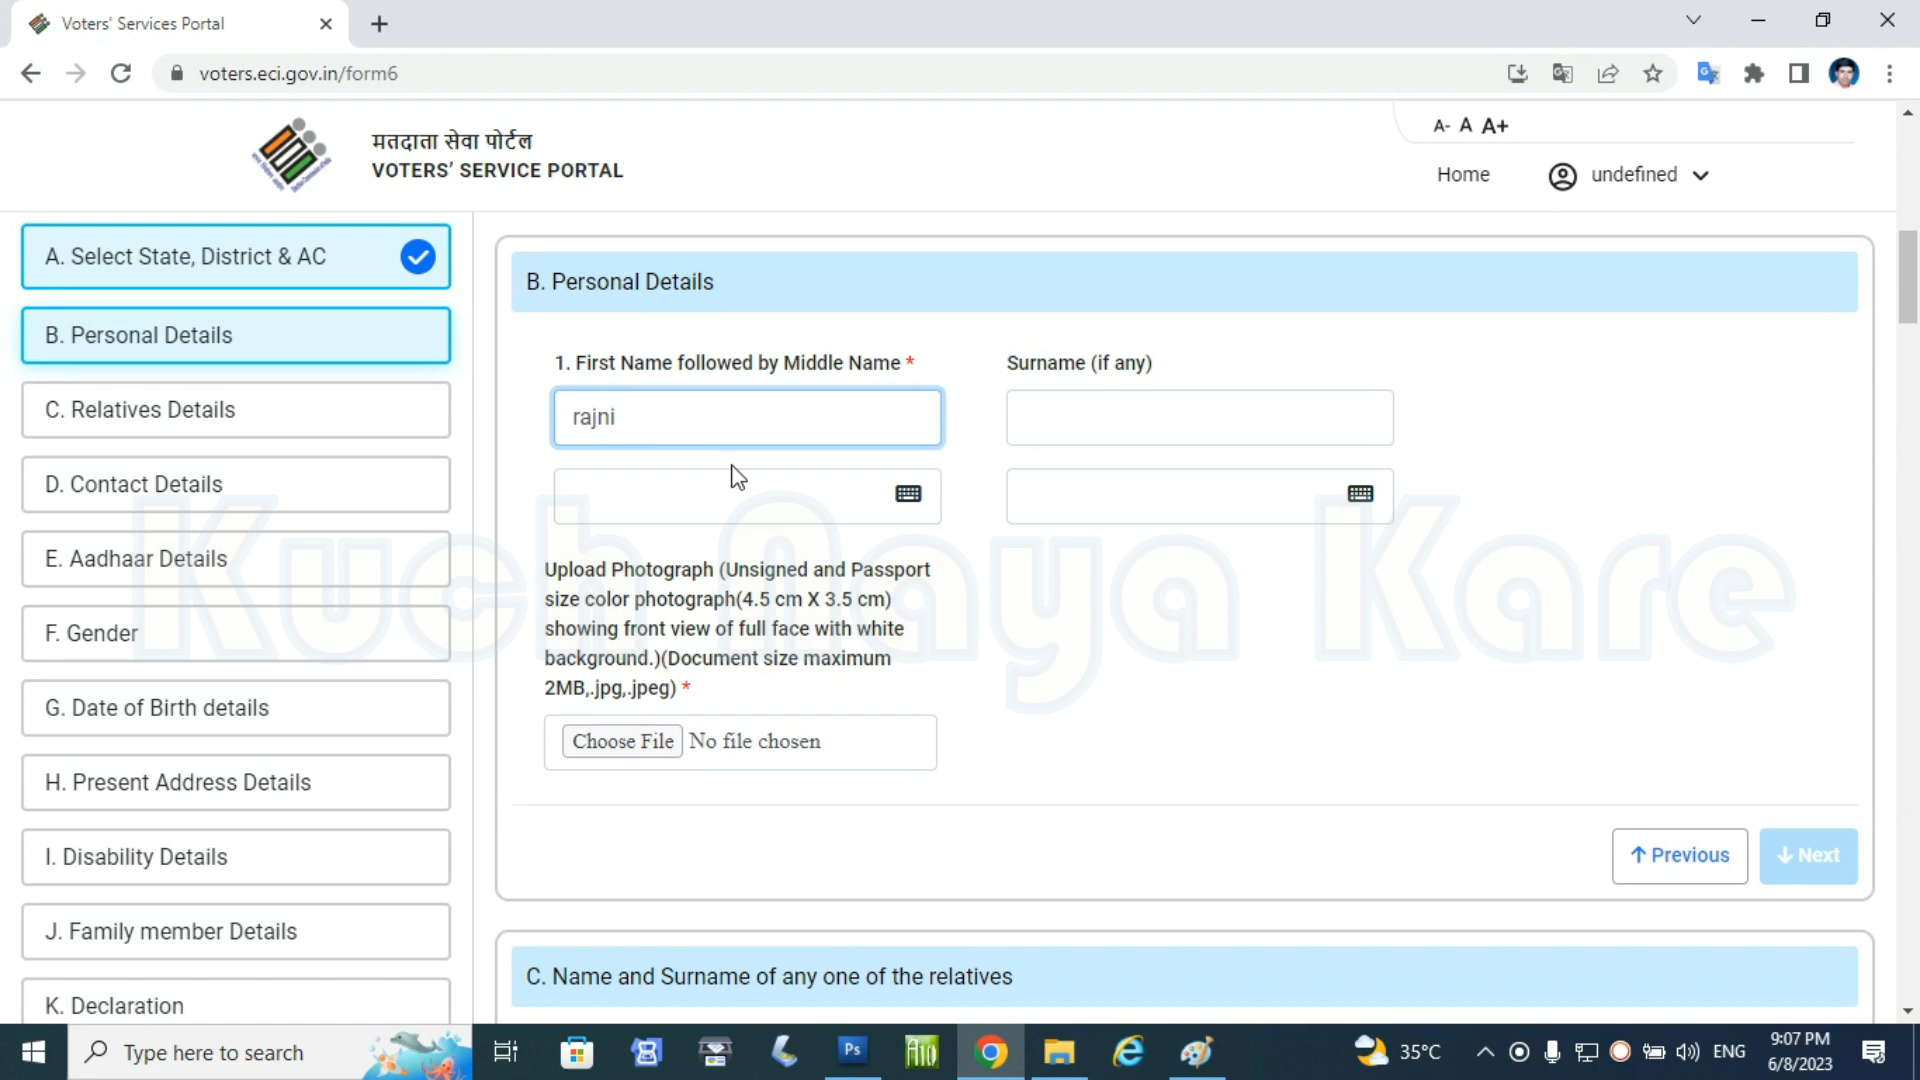 Voters' Services Portal
voters.eci.gov.in/form6
मतदाता सेवा पोर्टल
VOTERS' SERVICE PORTAL
A- A A+
Home
undefined
A. Select State, District & AC
B. Personal Details
C. Relatives Details
D. Contact Details
E. Aadhaar Details
F. Gender
G. Date of Birth details
H. Present Address Details
I. Disability Details
J. Family member Details
K. Declaration
B. Personal Details
1. First Name followed by Middle Name *
Surname (if any)
rajni
Upload Photograph (Unsigned and Passport
size color photograph(4.5 cm X 3.5 cm)
showing front view of full face with white
background.)(Document size maximum
2MB,.jpg,.jpeg) *
Choose File No file chosen
Previous
Next
C. Name and Surname of any one of the relatives
Kuch Naya Kare
Type here to search
Ps
35°C
ENG
9:07 PM
6/8/2023